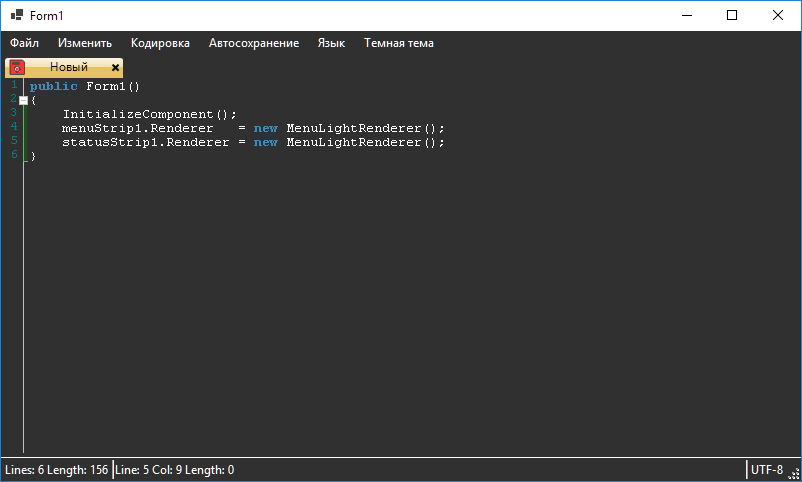 Form1
Файл Изменить Кодировка Автосохранение Язык Темная тема
Новый
1 public Form1()
2 {
3 InitializeComponent();
4 menuStrip1.Renderer = new MenuLightRenderer();
5 statusStrip1.Renderer = new MenuLightRenderer();
6 }
Lines: 6 Length: 156 Line: 5 Col: 9 Length: 0 UTF-8